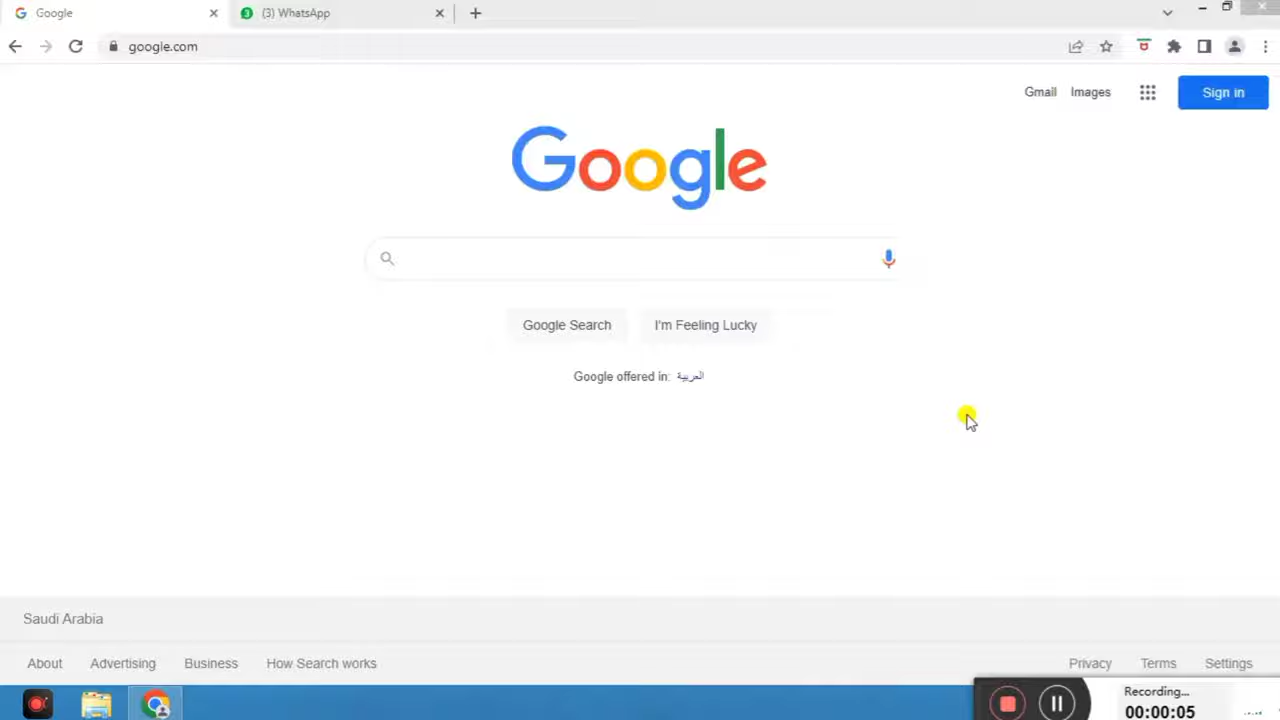 Google
(3) WhatsApp
google.com
Gmail Images
Sign in
Google
Google Search
I'm Feeling Lucky
Google offered in: العربية
Saudi Arabia
About Advertising Business How Search works
Privacy Terms Settings
Recording...
00:00:05